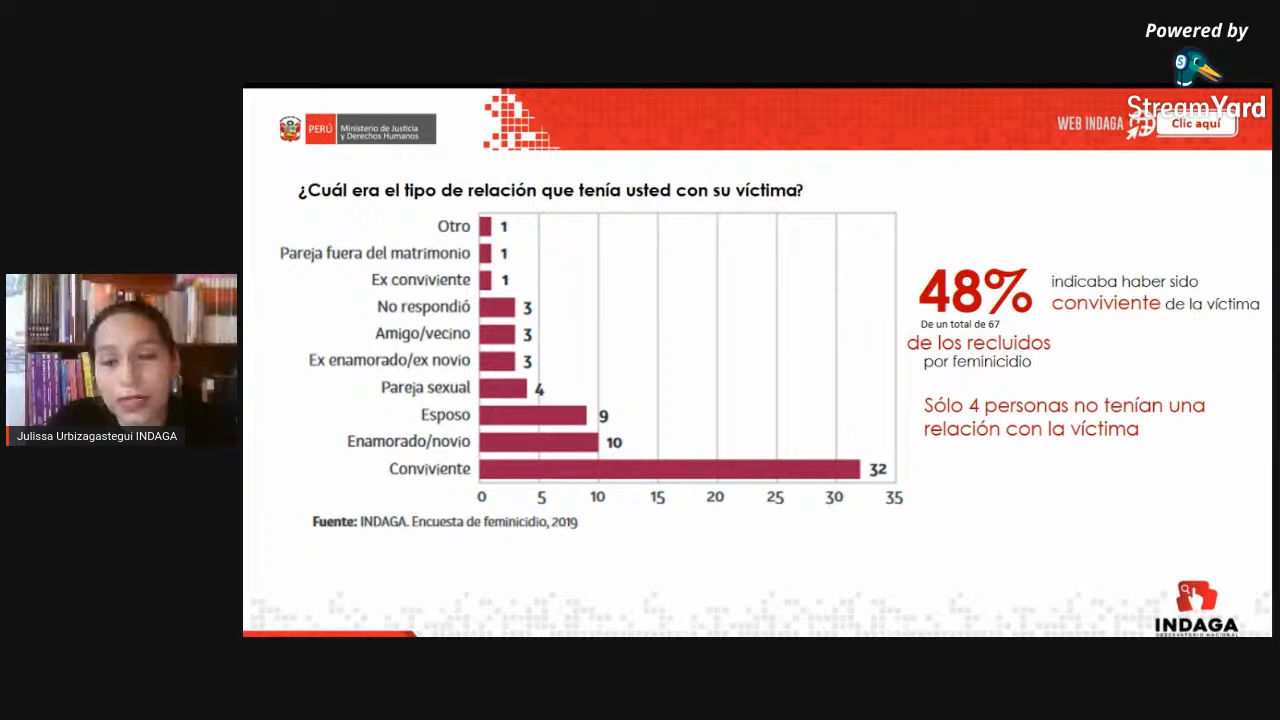 Powered by
StreamYard
PERÚ
Ministerio de Justicia
y Derechos Humanos
WEB INDAGA
Clic aquí
¿Cuál era el tipo de relación que tenía usted con su víctima?
Otro 1
Pareja fuera del matrimonio 1
Ex conviviente 1
No respondió 3
Amigo/vecino 3
Ex enamorado/ex novio 3
Pareja sexual 4
Esposo 9
Enamorado/novio 10
Conviviente 32
0 5 10 15 20 25 30 35
Fuente: INDAGA. Encuesta de feminicidio, 2019
48%
indicaba haber sido
conviviente de la víctima
De un total de 67
de los recluidos
por feminicidio
Sólo 4 personas no tenían una
relación con la víctima
Julissa Urbizagastegui INDAGA
INDAGA
OBSERVATORIO NACIONAL